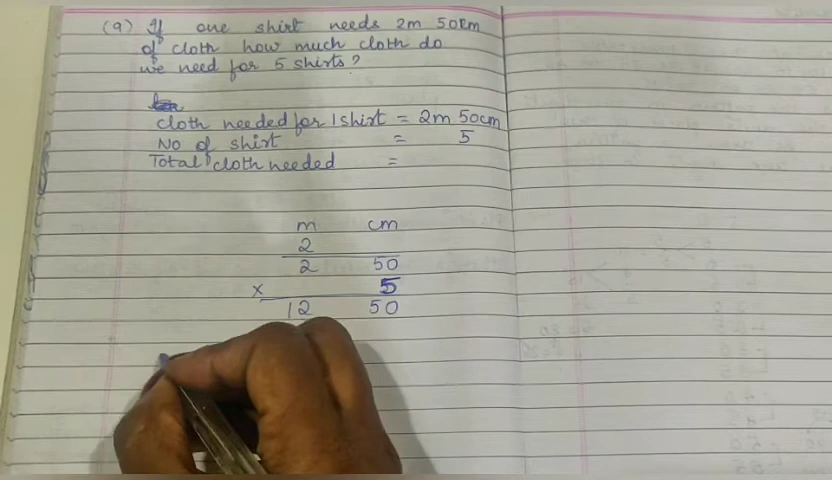 (9) If one shirt needs 2m 50cm
of cloth how much cloth do
we need for 5 shirts?
cloth needed for 1 shirt = 2m 50cm
No of shirt = 5
Total cloth needed =
m cm
2
2 50
× 5
12 50